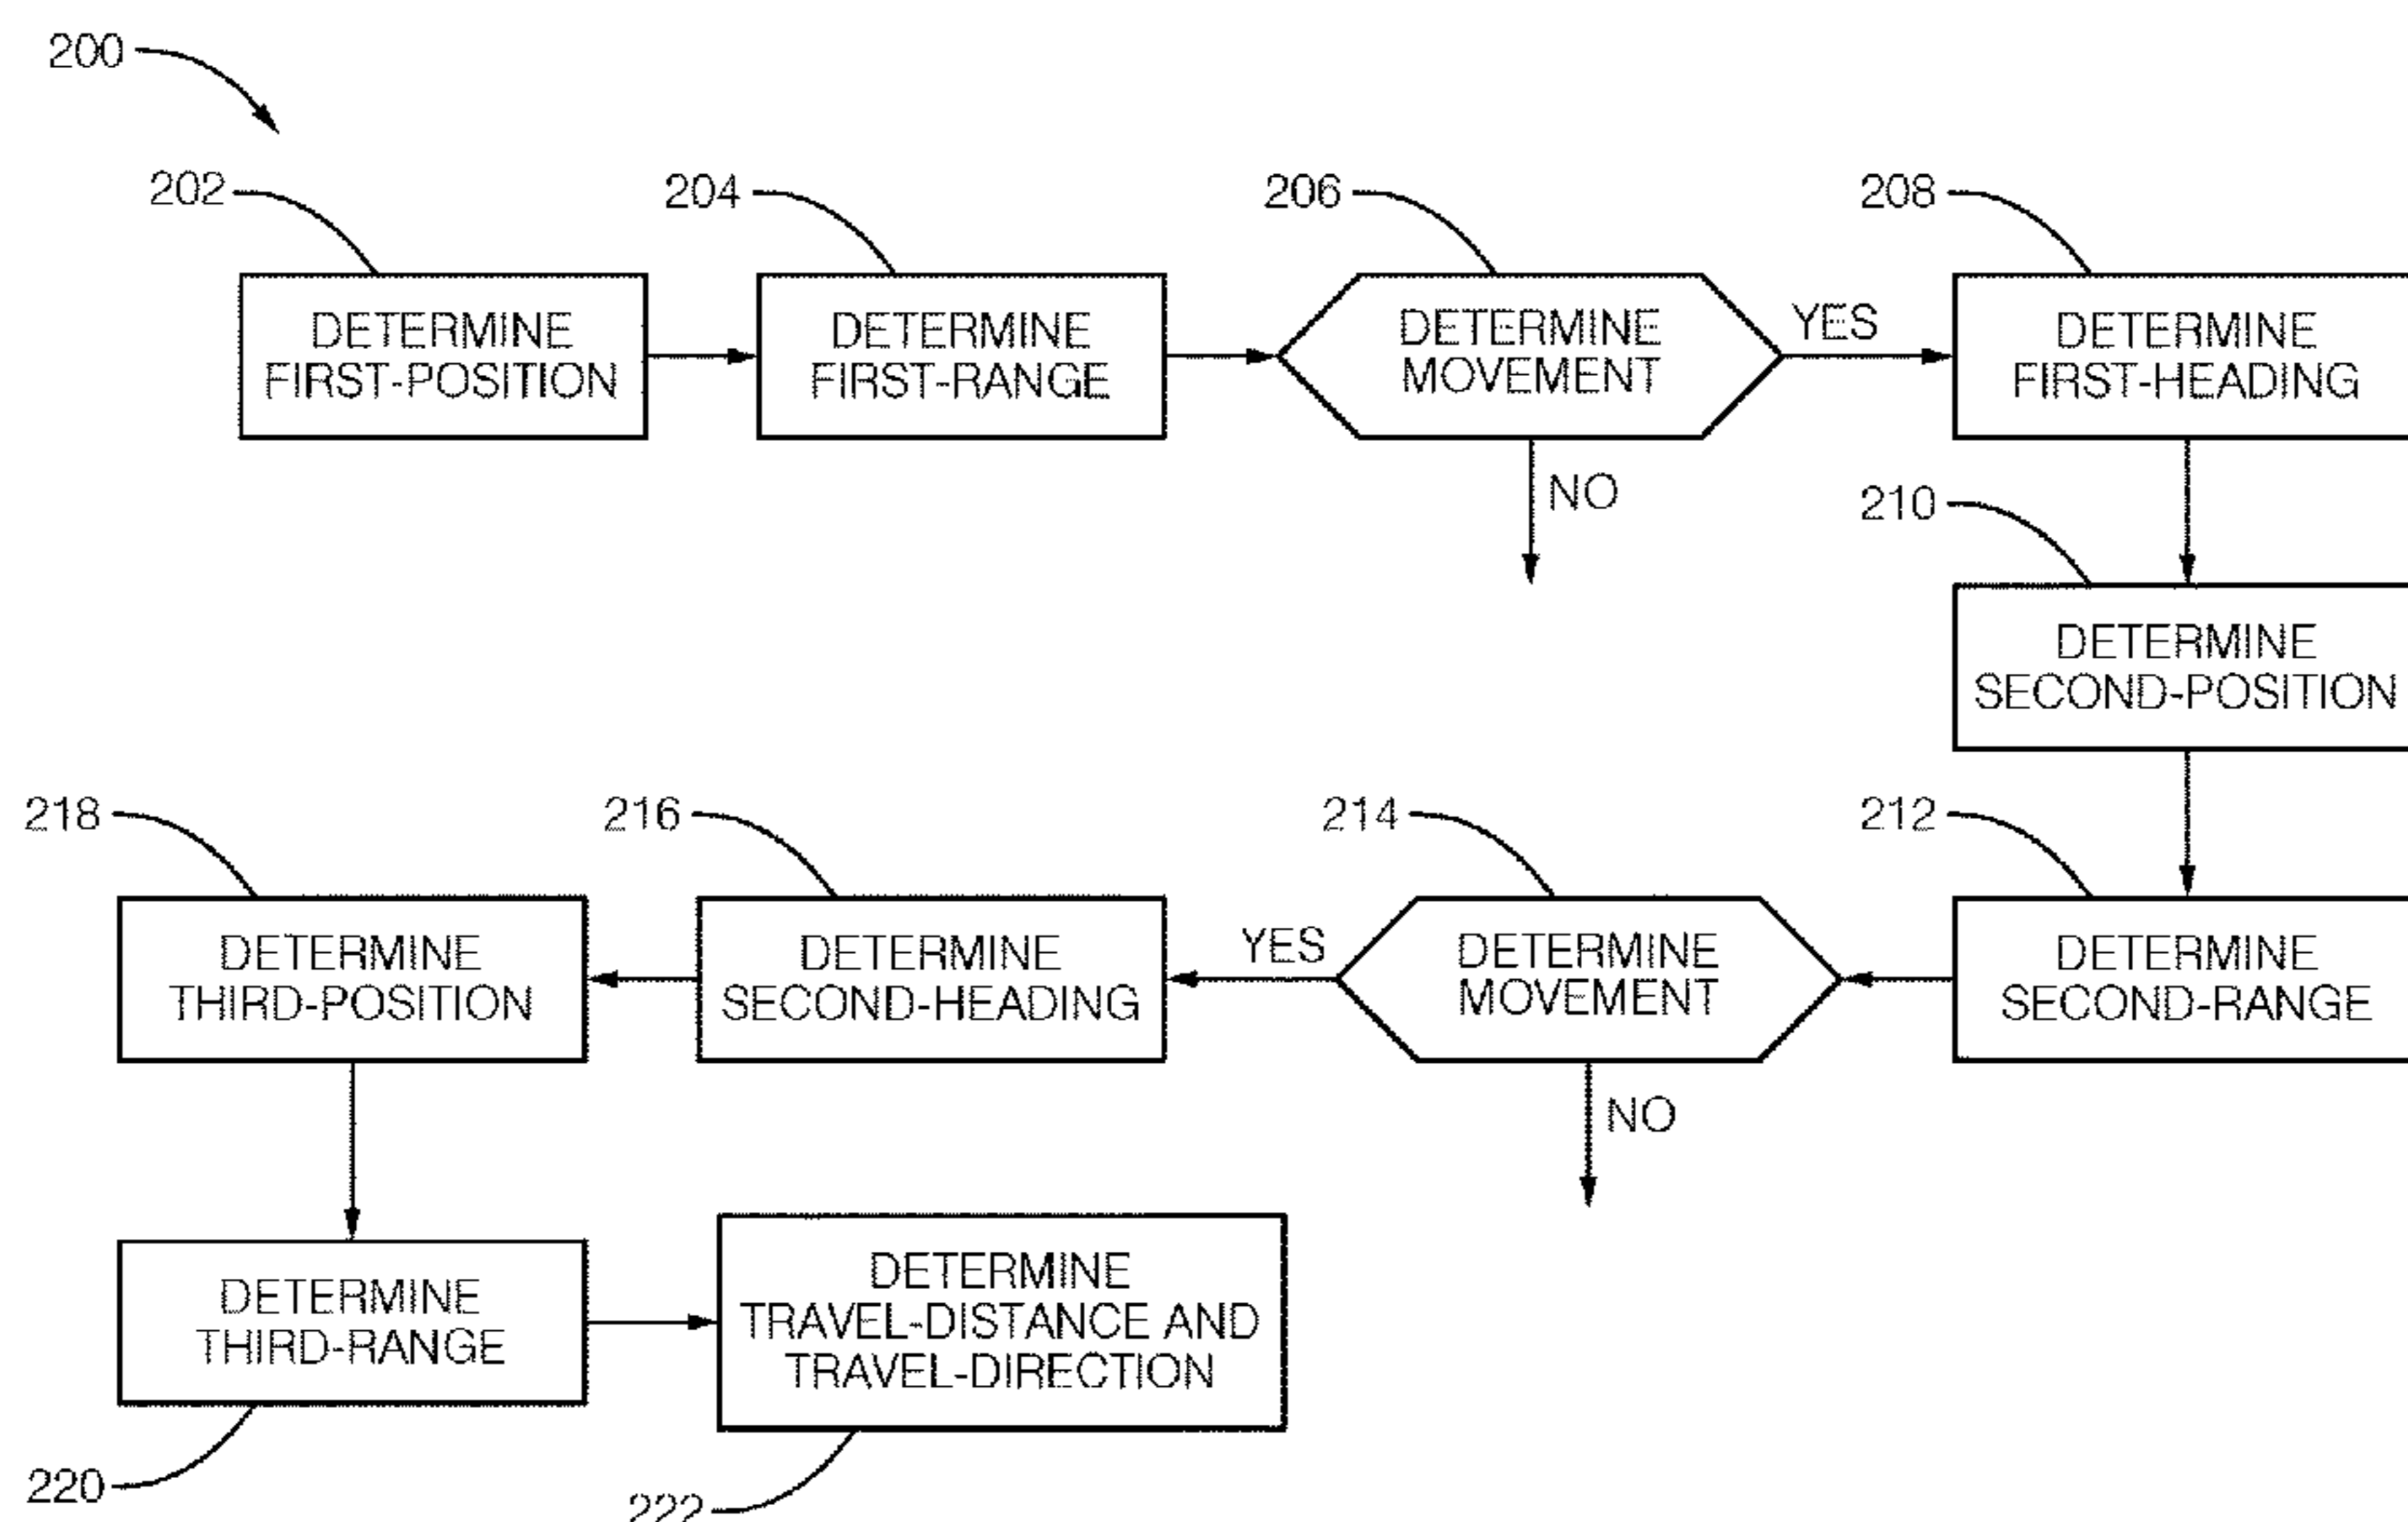 200
202
204
206
208
DETERMINE
FIRST-POSITION
DETERMINE
FIRST-RANGE
DETERMINE
MOVEMENT
YES
DETERMINE
FIRST-HEADING
NO
210
DETERMINE
SECOND-POSITION
218
216
214
212
DETERMINE
THIRD-POSITION
DETERMINE
SECOND-HEADING
YES
DETERMINE
MOVEMENT
DETERMINE
SECOND-RANGE
NO
DETERMINE
THIRD-RANGE
DETERMINE
TRAVEL-DISTANCE AND
TRAVEL-DIRECTION
220
222